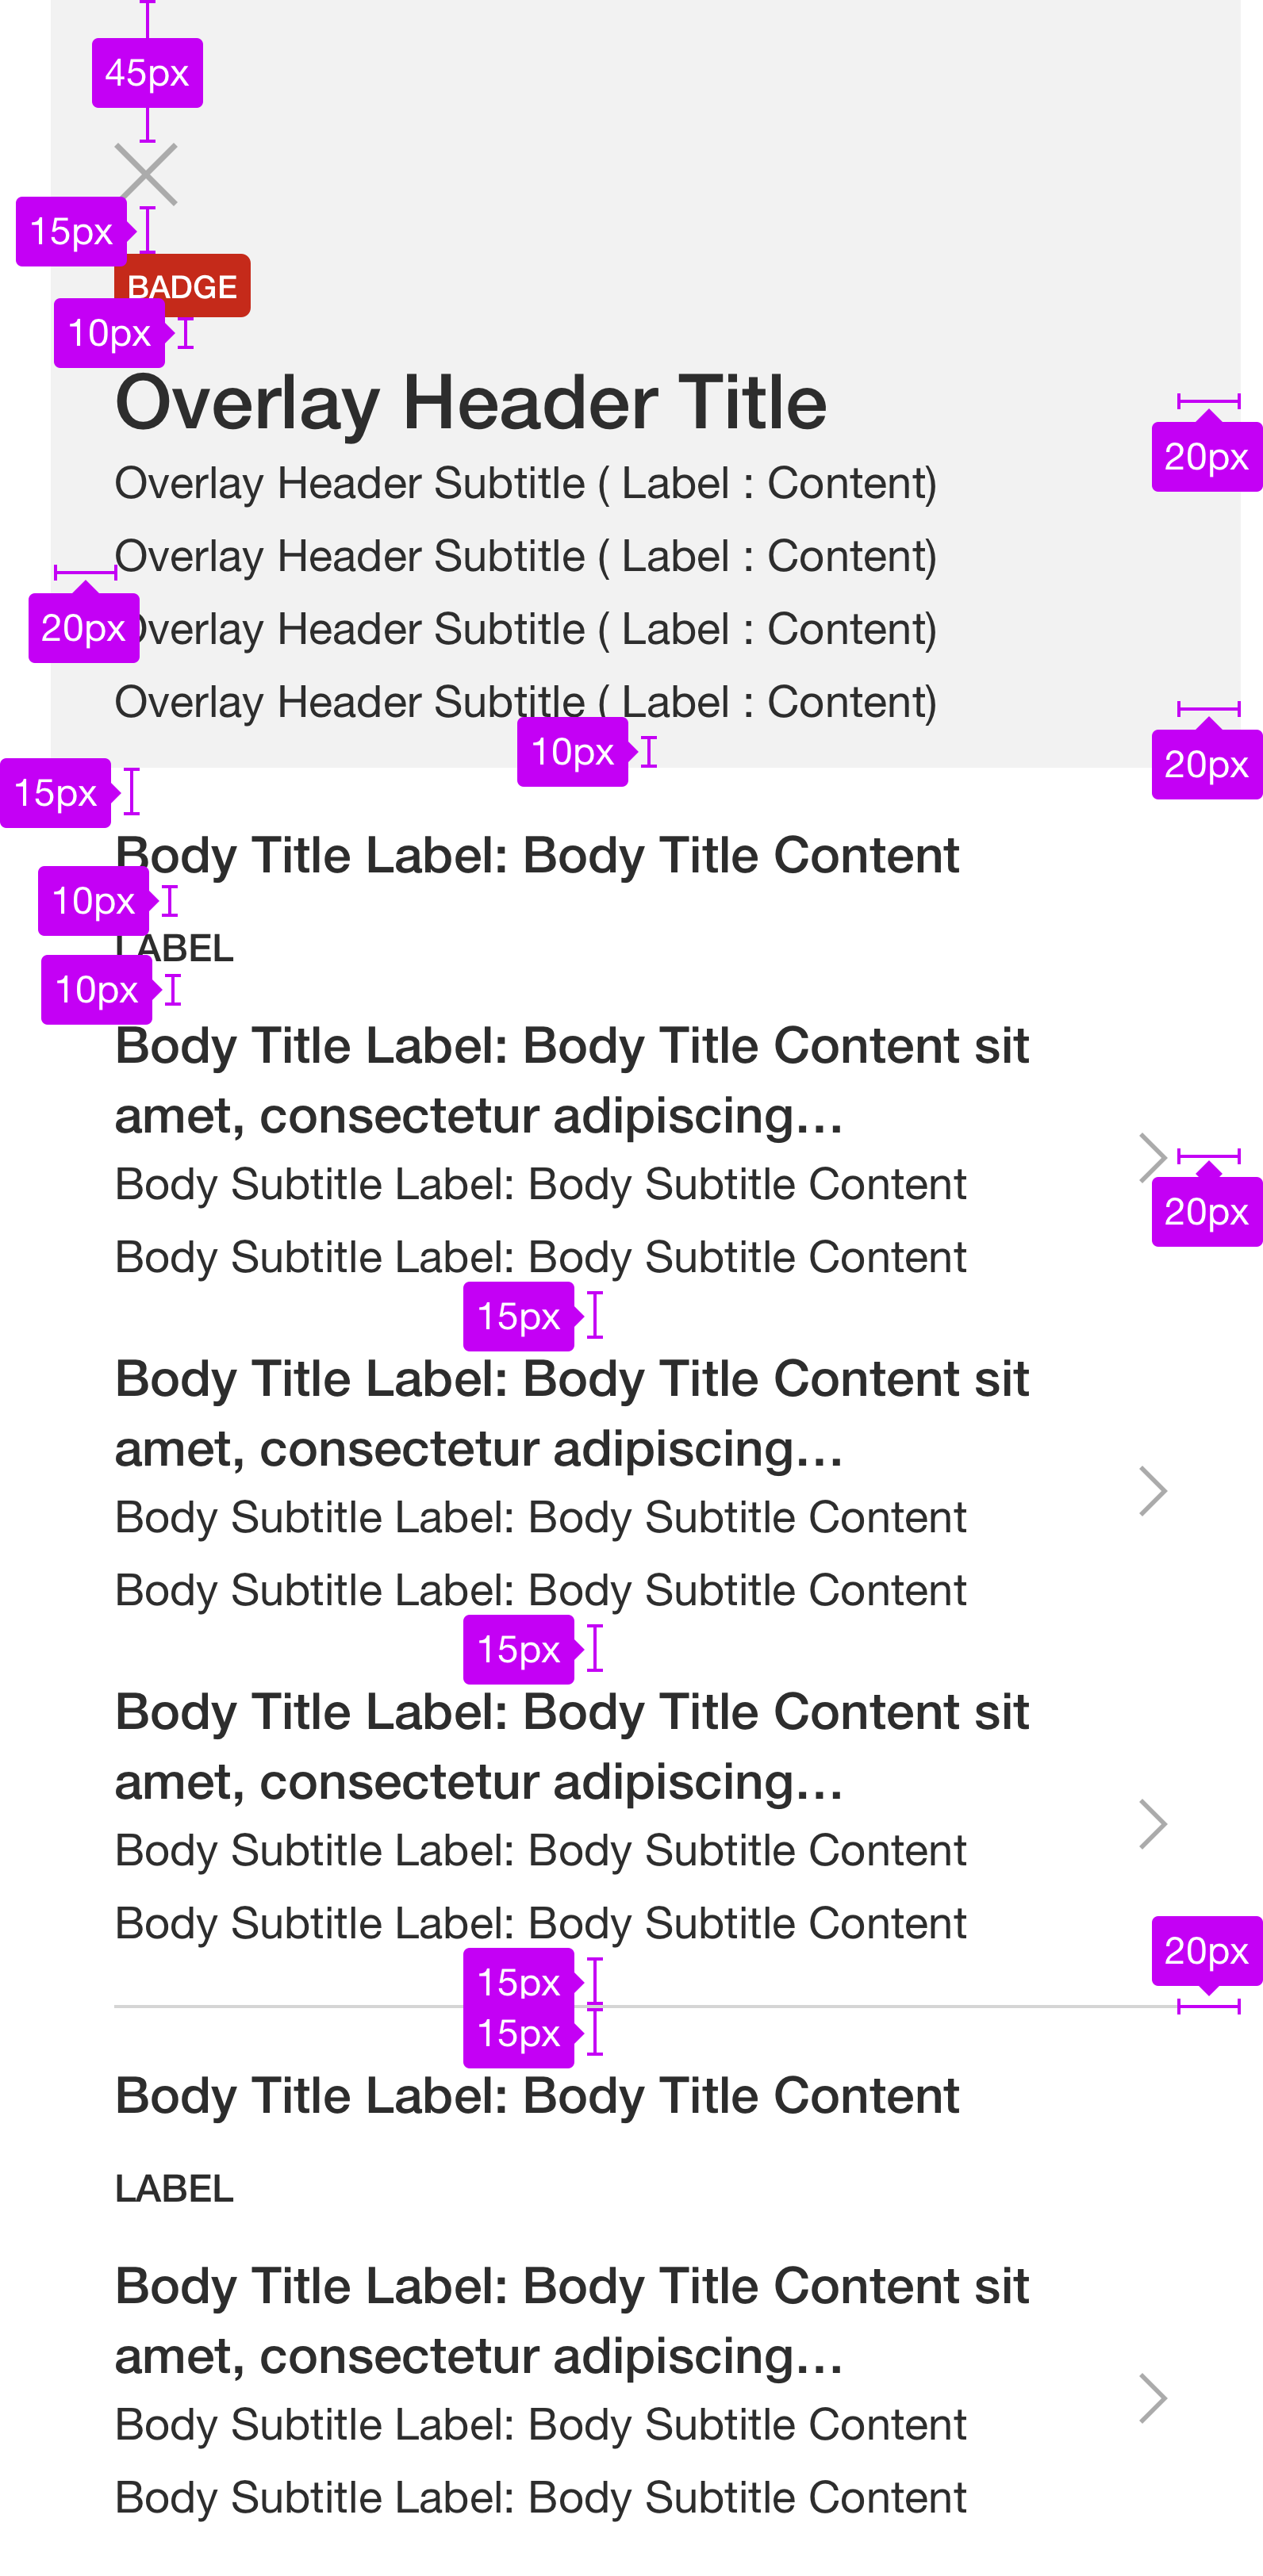 45px
15px
BADGE
10px
Overlay Header Title
20px
Overlay Header Subtitle ( Label : Content)
Overlay Header Subtitle ( Label : Content)
20px
Overlay Header Subtitle ( Label : Content)
Overlay Header Subtitle ( Label : Content)
10px
20px
15px
Body Title Label: Body Title Content
10px
LABEL
10px
Body Title Label: Body Title Content sit
amet, consectetur adipiscing...
Body Subtitle Label: Body Subtitle Content
20px
Body Subtitle Label: Body Subtitle Content
15px
Body Title Label: Body Title Content sit
amet, consectetur adipiscing...
Body Subtitle Label: Body Subtitle Content
Body Subtitle Label: Body Subtitle Content
15px
Body Title Label: Body Title Content sit
amet, consectetur adipiscing...
Body Subtitle Label: Body Subtitle Content
Body Subtitle Label: Body Subtitle Content
20px
15px
15px
Body Title Label: Body Title Content
LABEL
Body Title Label: Body Title Content sit
amet, consectetur adipiscing...
Body Subtitle Label: Body Subtitle Content
Body Subtitle Label: Body Subtitle Content